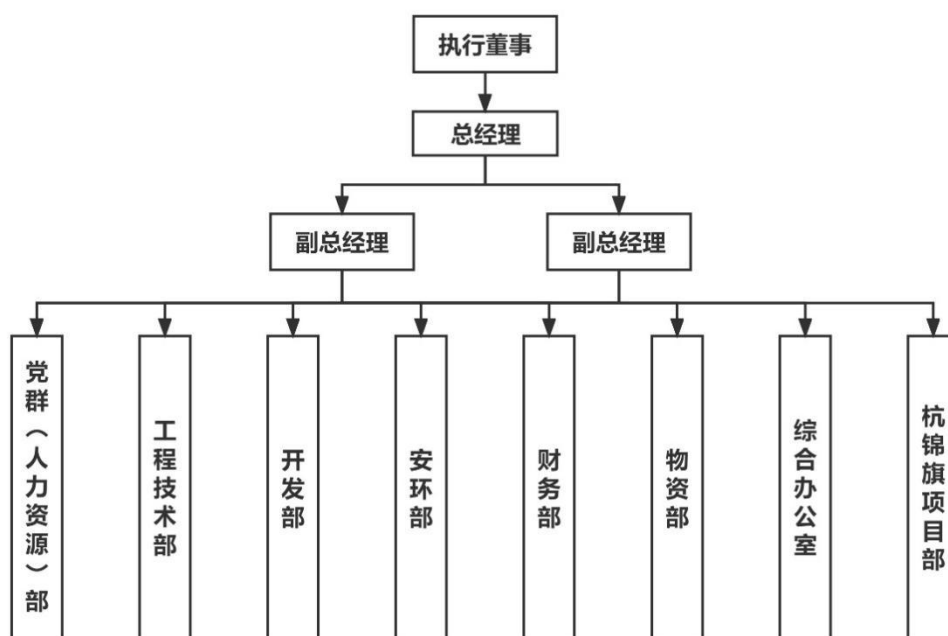 执行董事
总经理
副总经理
副总经理
党群（人力资源）部
工程技术部
开发部
安环部
财务部
物资部
综合办公室
杭锦旗项目部